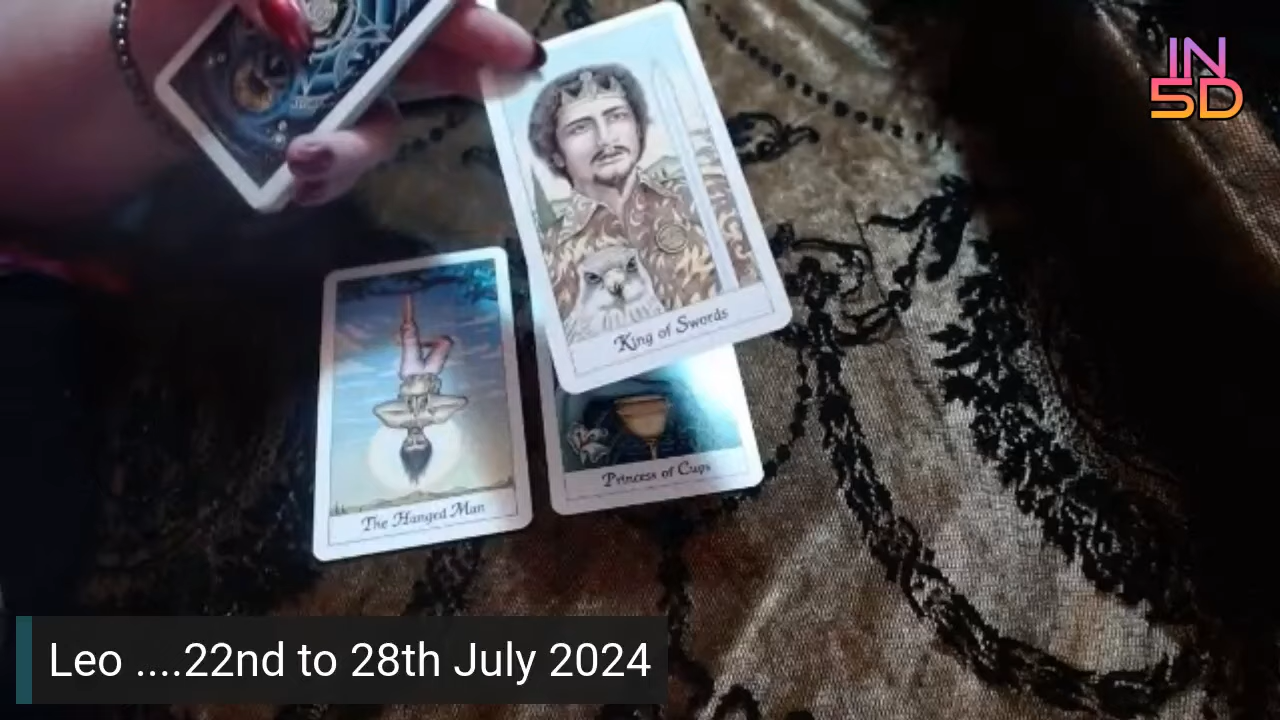 IN
5D
King of Swords
Princess of Cups
The Hanged Man
Leo ....22nd to 28th July 2024